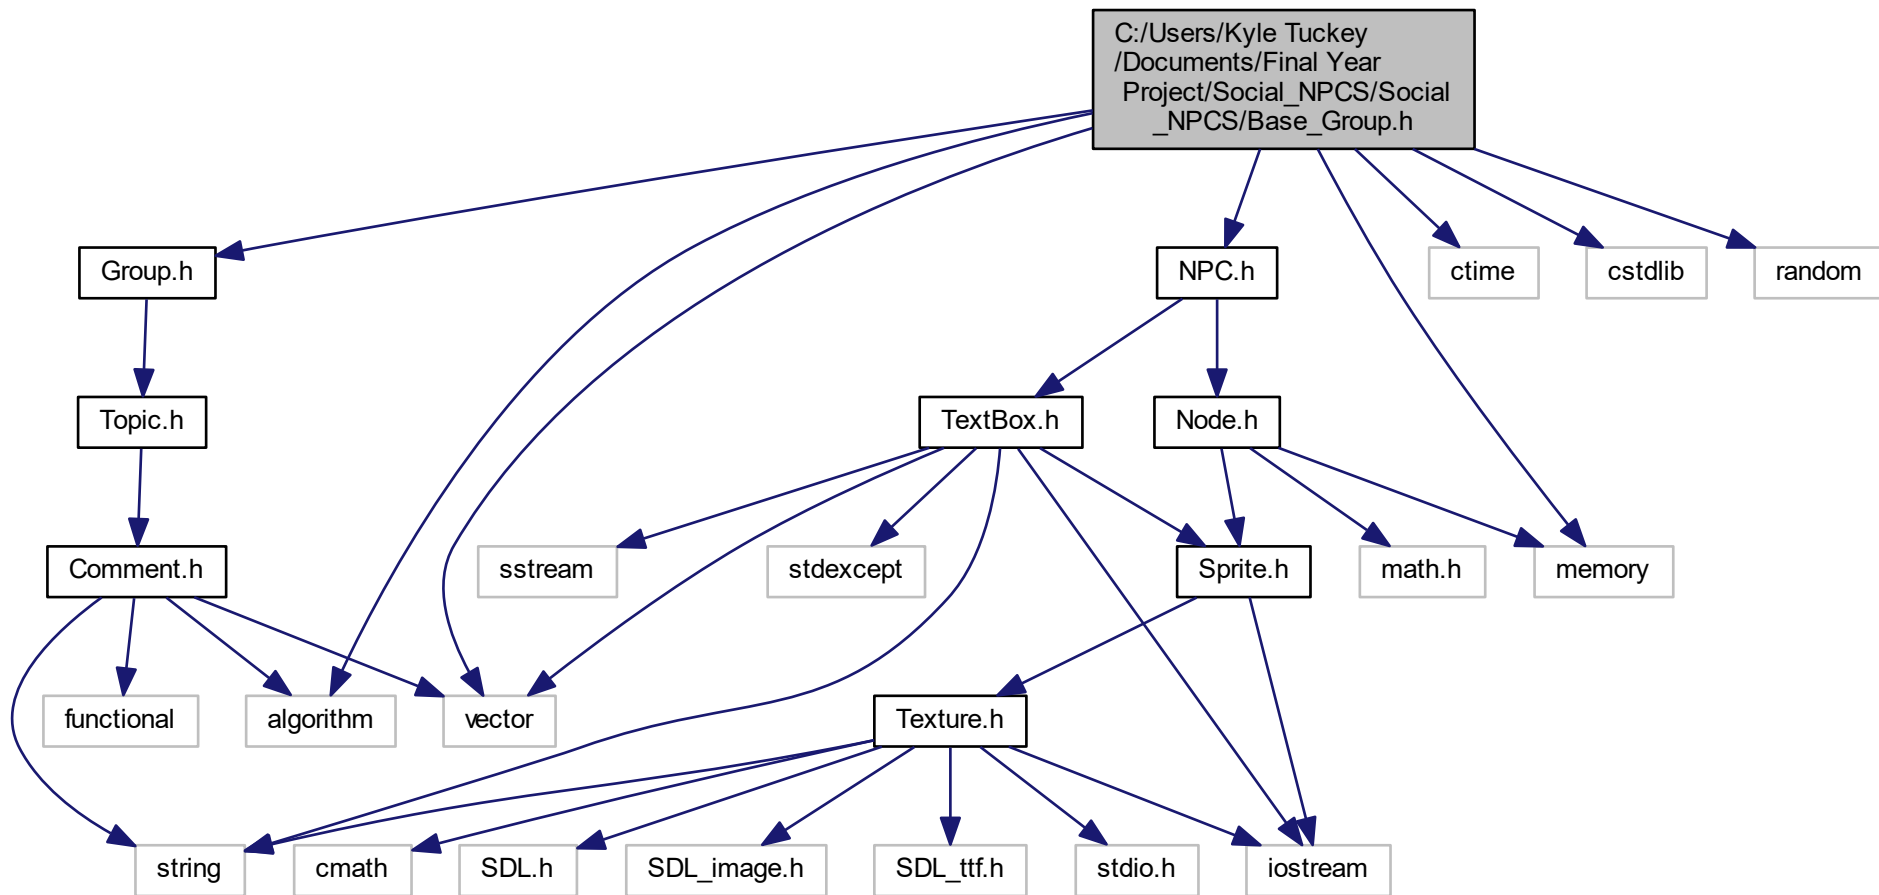 C:/Users/Kyle Tuckey
/Documents/Final Year
Project/Social_NPCS/Social
_NPCS/Base_Group.h
Group.h
NPC.h
ctime
cstdlib
random
Topic.h
TextBox.h
Node.h
Comment.h
sstream
stdexcept
Sprite.h
math.h
memory
functional
algorithm
vector
Texture.h
string
cmath
SDL.h
SDL_image.h
SDL_ttf.h
stdio.h
iostream